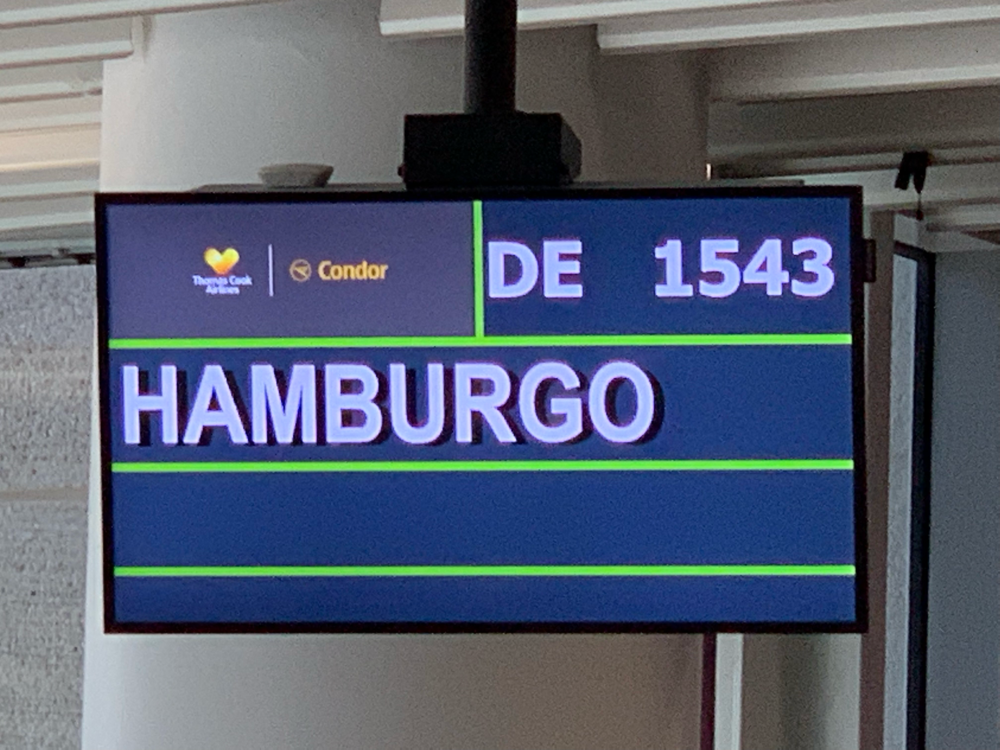 Thomas Cook
Airlines
Condor
DE 1543
HAMBURGO